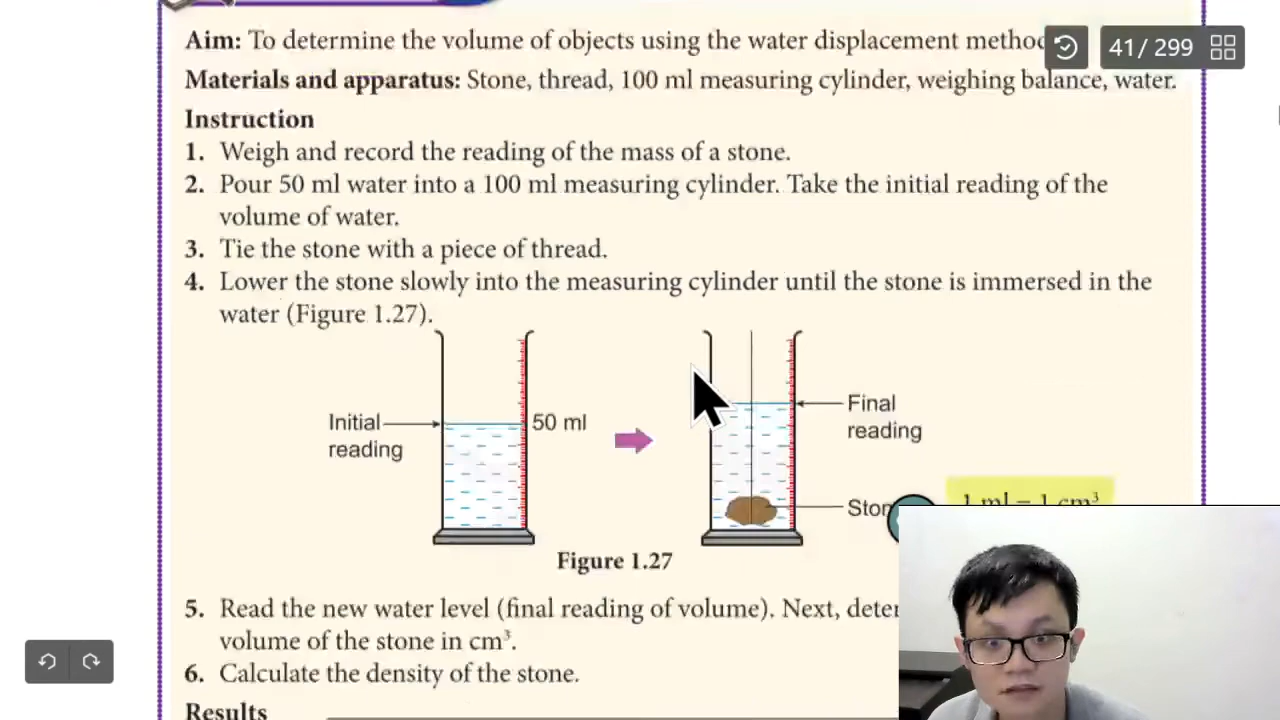 Aim: To determine the volume of objects using the water displacement
41 / 299
Materials and apparatus: Stone, thread, 100 ml measuring cylinder, weighing balance, water.
Instruction
1. Weigh and record the reading of the mass of a stone.
2. Pour 50 ml water into a 100 ml measuring cylinder. Take the initial reading of the
volume of water.
3. Tie the stone with a piece of thread.
4. Lower the stone slowly into the measuring cylinder until the stone is immersed in the
water (Figure 1.27).
Initial
reading
50 ml
Final
reading
1 ml = 1 cm³
Figure 1.27
5. Read the new water level (final reading of volume). Next,
volume of the stone in cm³.
6. Calculate the density of the stone.
Results